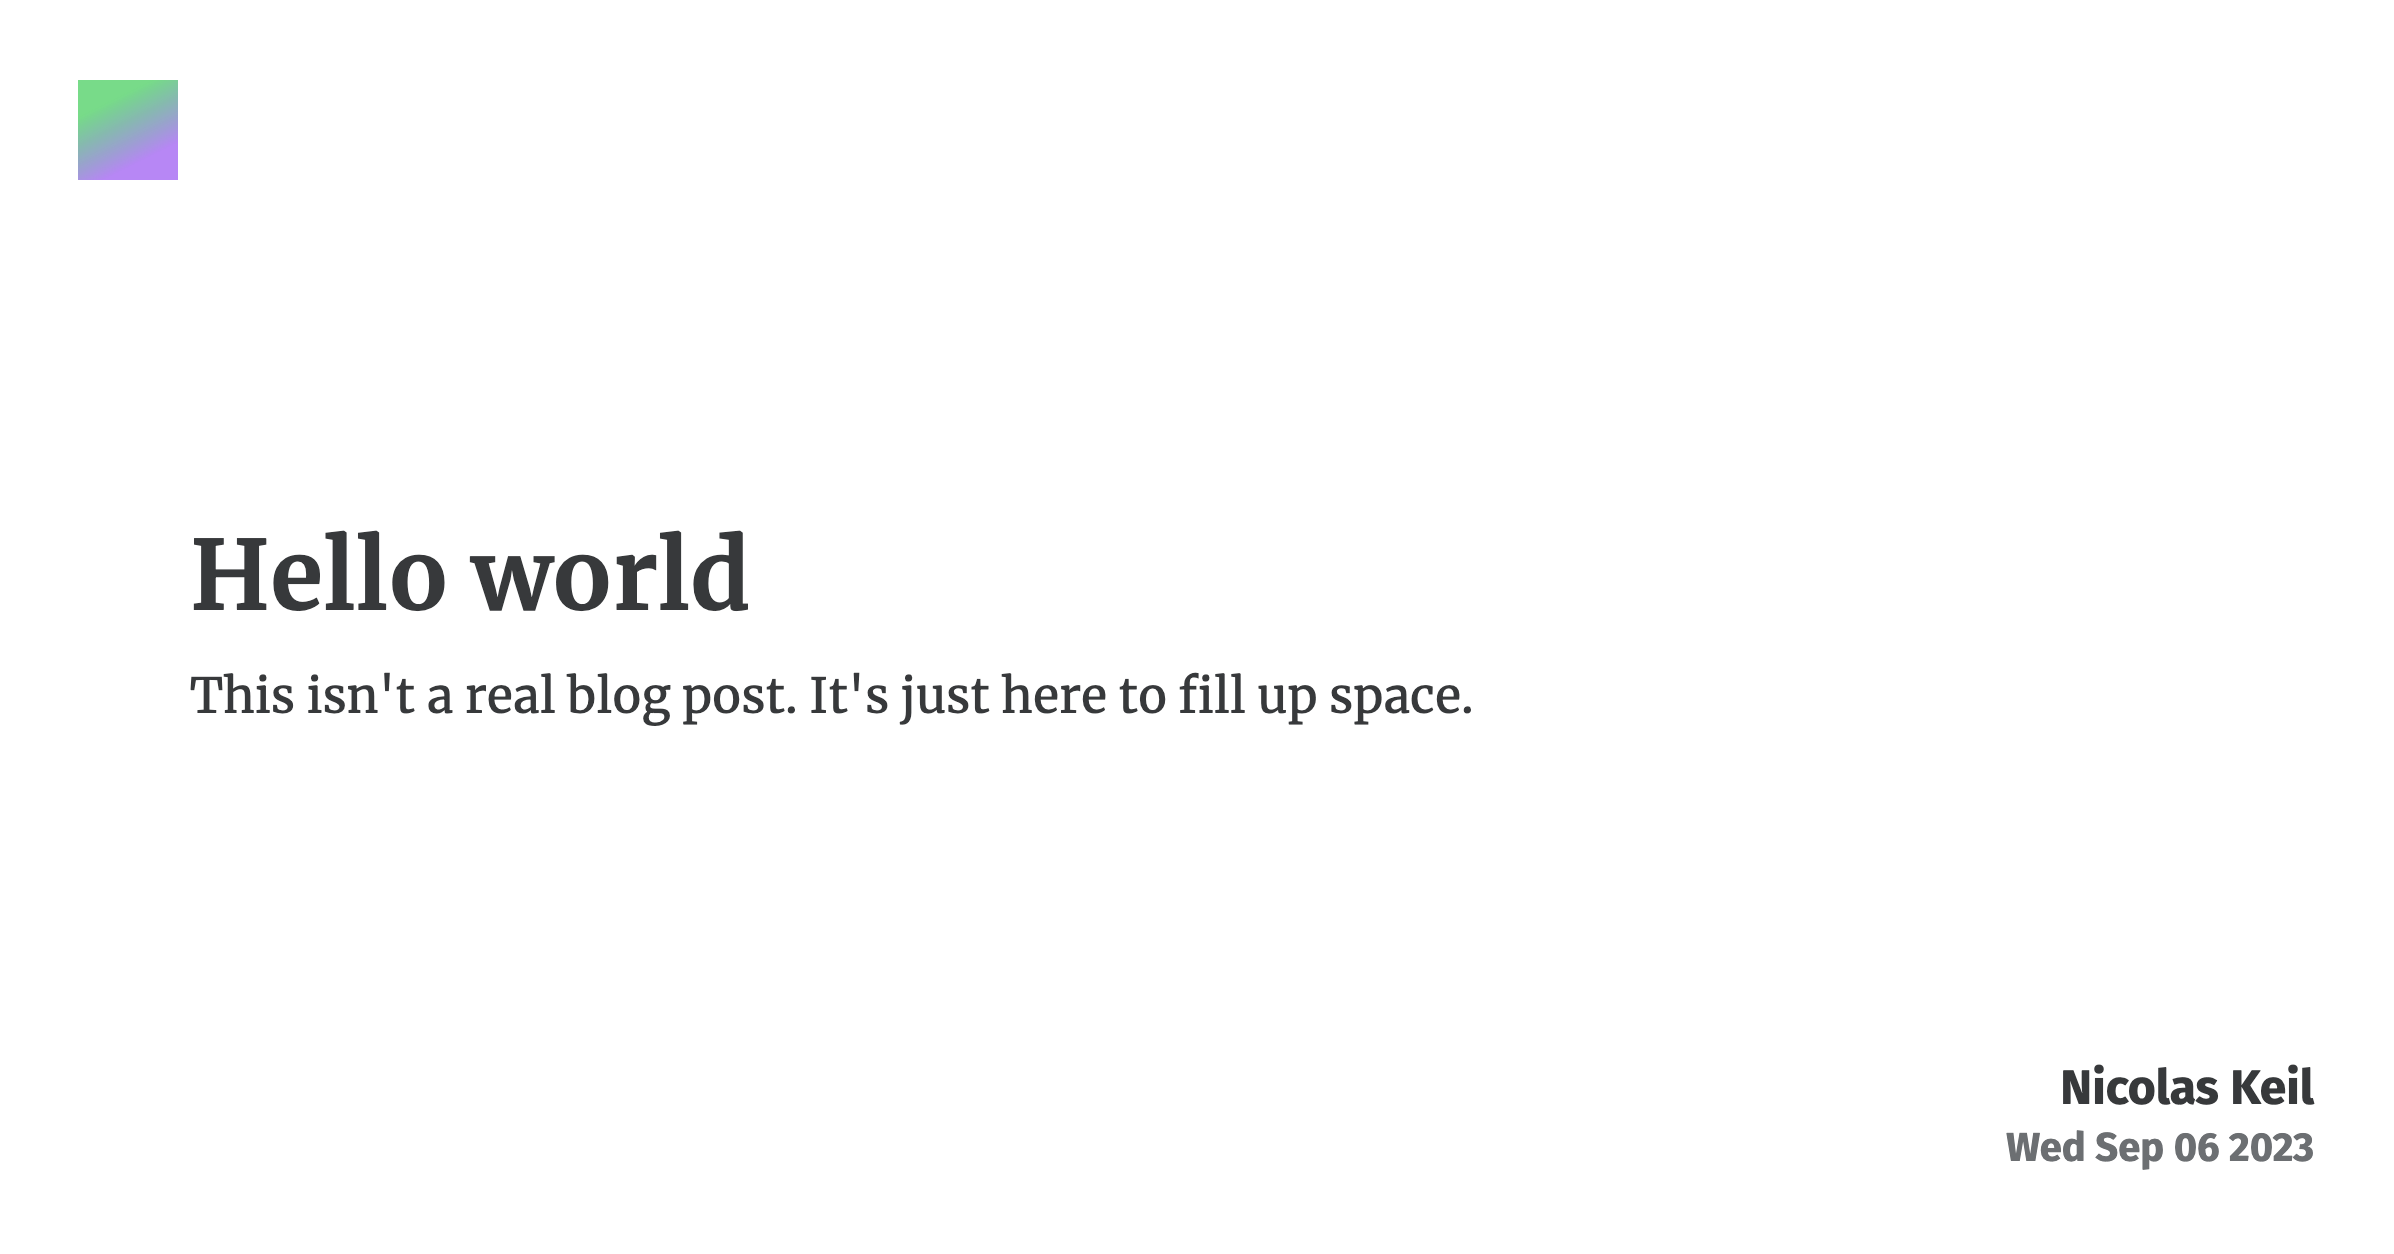 Hello world
This isn't a real blog post. It's just here to fill up space.
Nicolas Keil
Wed Sep 06 2023